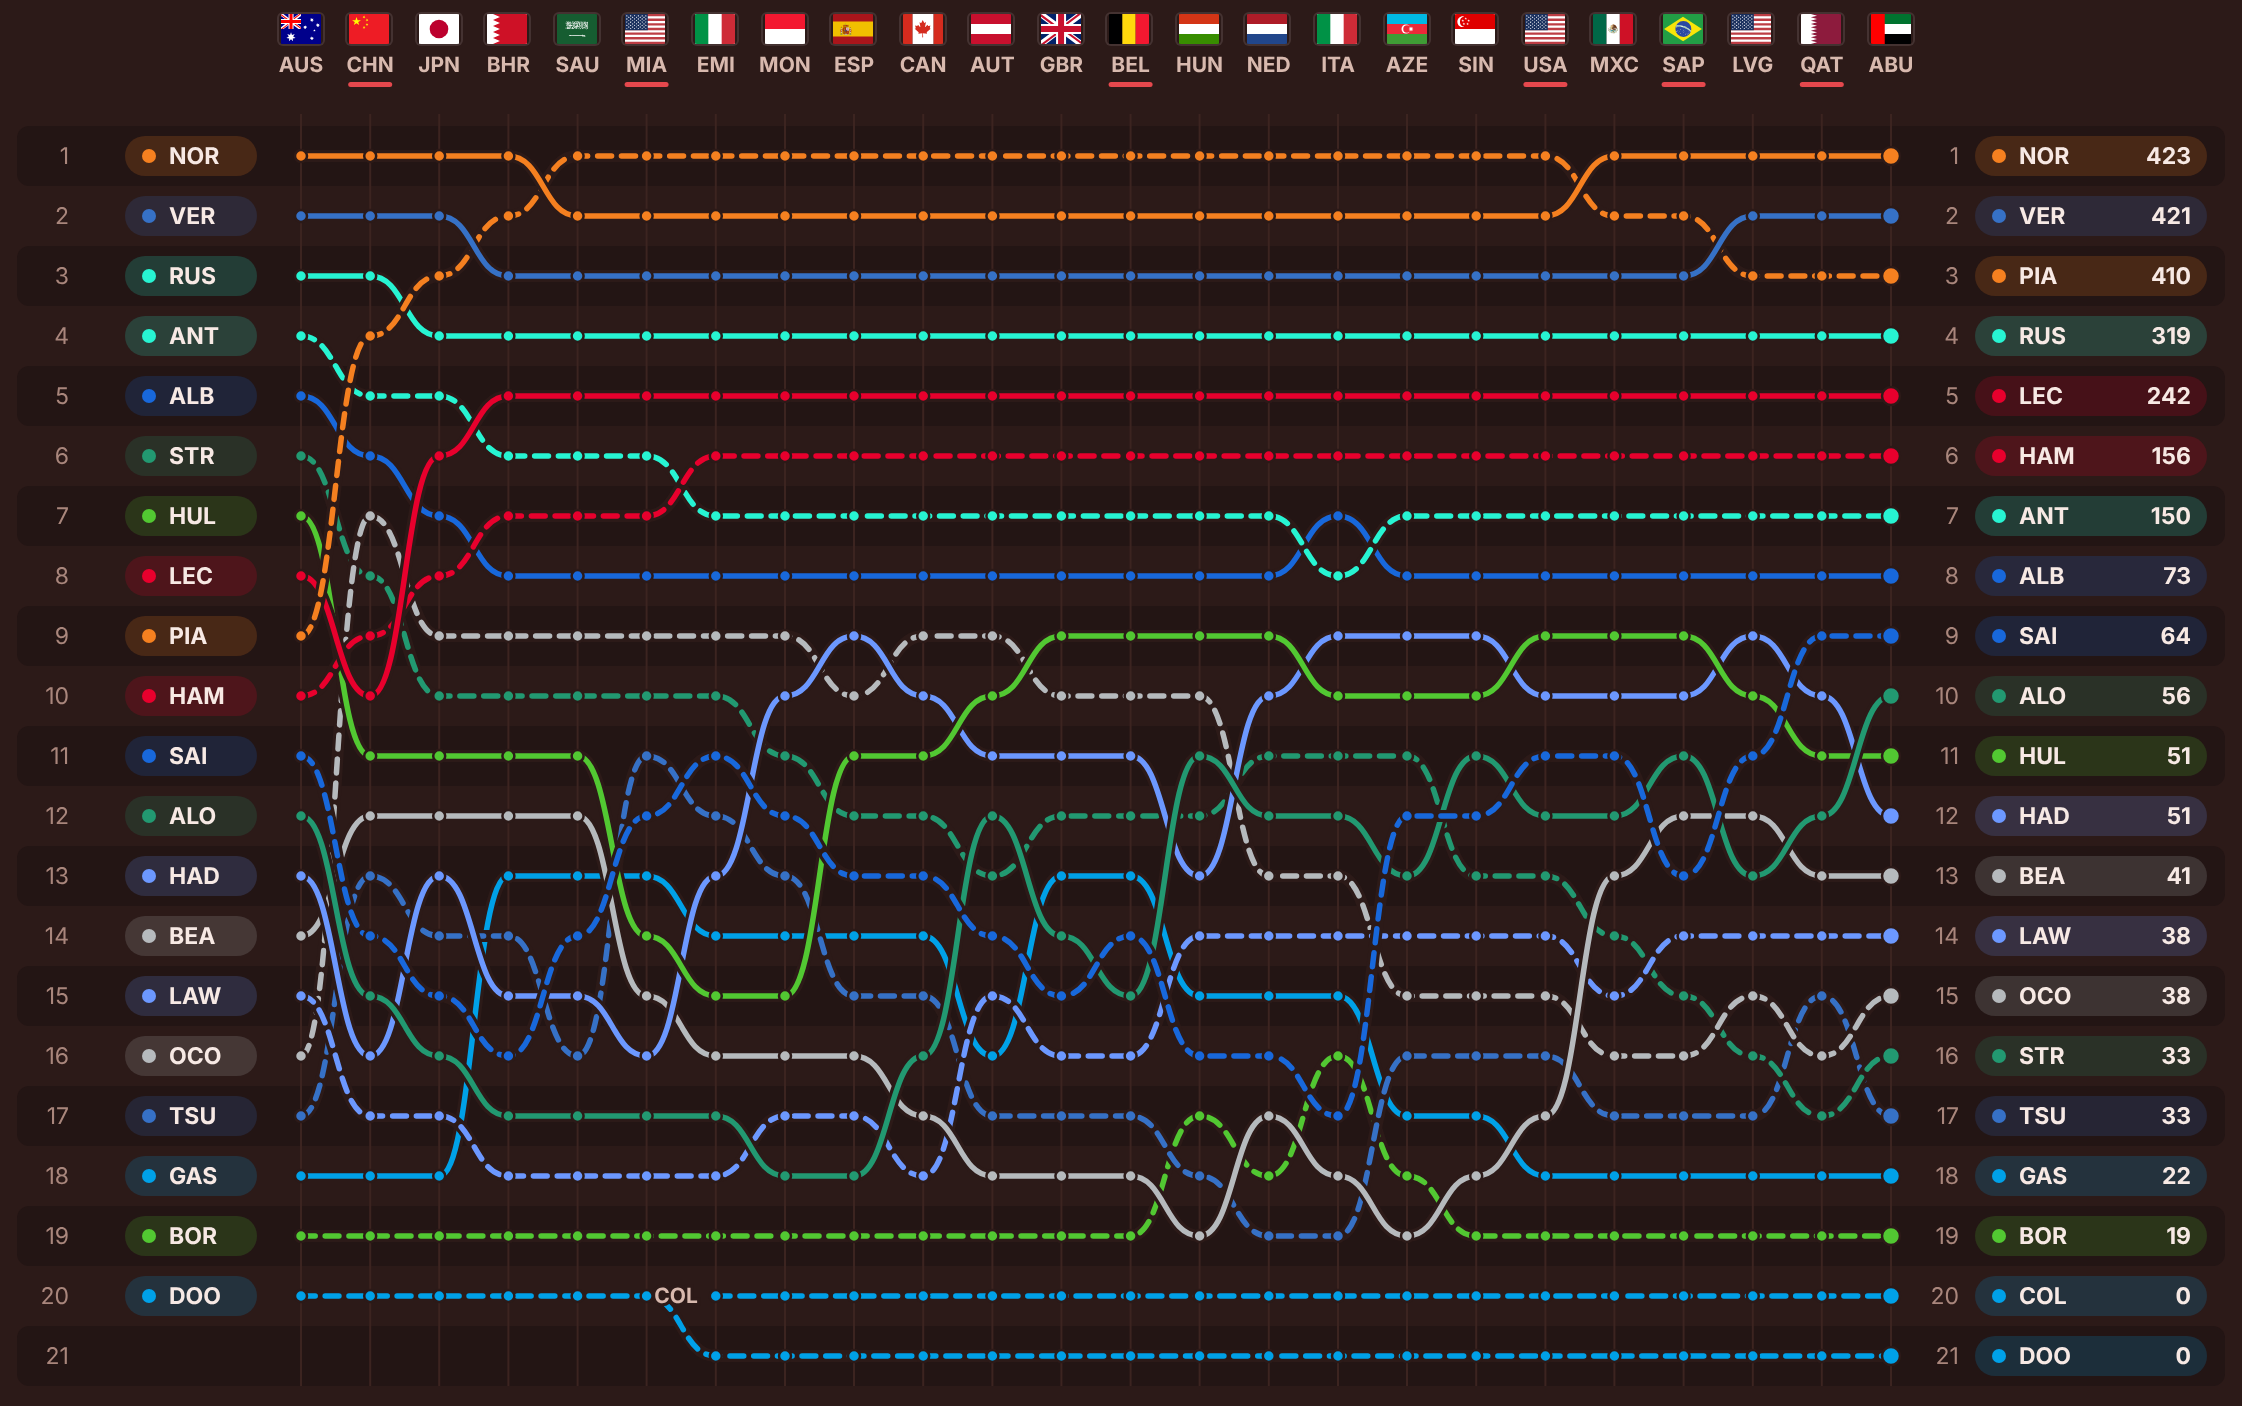 AUS CHN JPN BHR SAU MIA EMI MON ESP CAN AUT GBR BEL HUN NED ITA AZE SIN USA MXC SAP LVG QAT ABU
1 NOR 1 NOR 423
2 VER 2 VER 421
3 RUS 3 PIA 410
4 ANT 4 RUS 319
5 ALB 5 LEC 242
6 STR 6 HAM 156
7 HUL 7 ANT 150
8 LEC 8 ALB 73
9 PIA 9 SAI 64
10 HAM 10 ALO 56
11 SAI 11 HUL 51
12 ALO 12 HAD 51
13 HAD 13 BEA 41
14 BEA 14 LAW 38
15 LAW 15 OCO 38
16 OCO 16 STR 33
17 TSU 17 TSU 33
18 GAS 18 GAS 22
19 BOR 19 BOR 19
20 DOO COL 20 COL 0
21 21 DOO 0